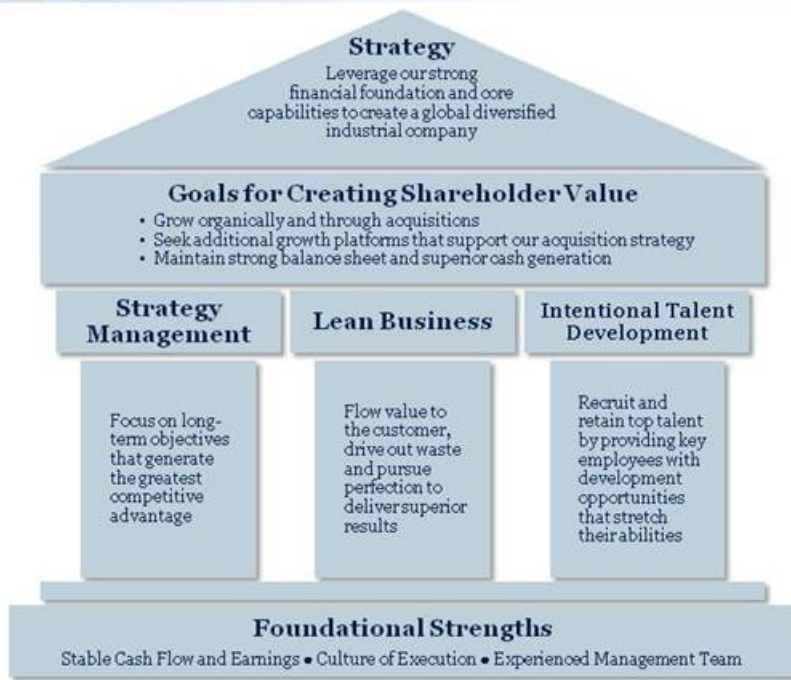 Strategy
Leverage our strong
financial foundation and core
capabilities to create a global diversified
industrial company
Goals for Creating Shareholder Value
• Grow organically and through acquisitions
• Seek additional growth platforms that support our acquisition strategy
• Maintain strong balance sheet and superior cash generation
Strategy
Management
Lean Business
Intentional Talent
Development
Focus on long-
term objectives
that generate
the greatest
competitive
advantage
Flow value to
the customer,
drive out waste
and pursue
perfection to
deliver superior
results
Recruit and
retain top talent
by providing key
employees with
development
opportunities
that stretch
their abilities
Foundational Strengths
Stable Cash Flow and Earnings • Culture of Execution • Experienced Management Team